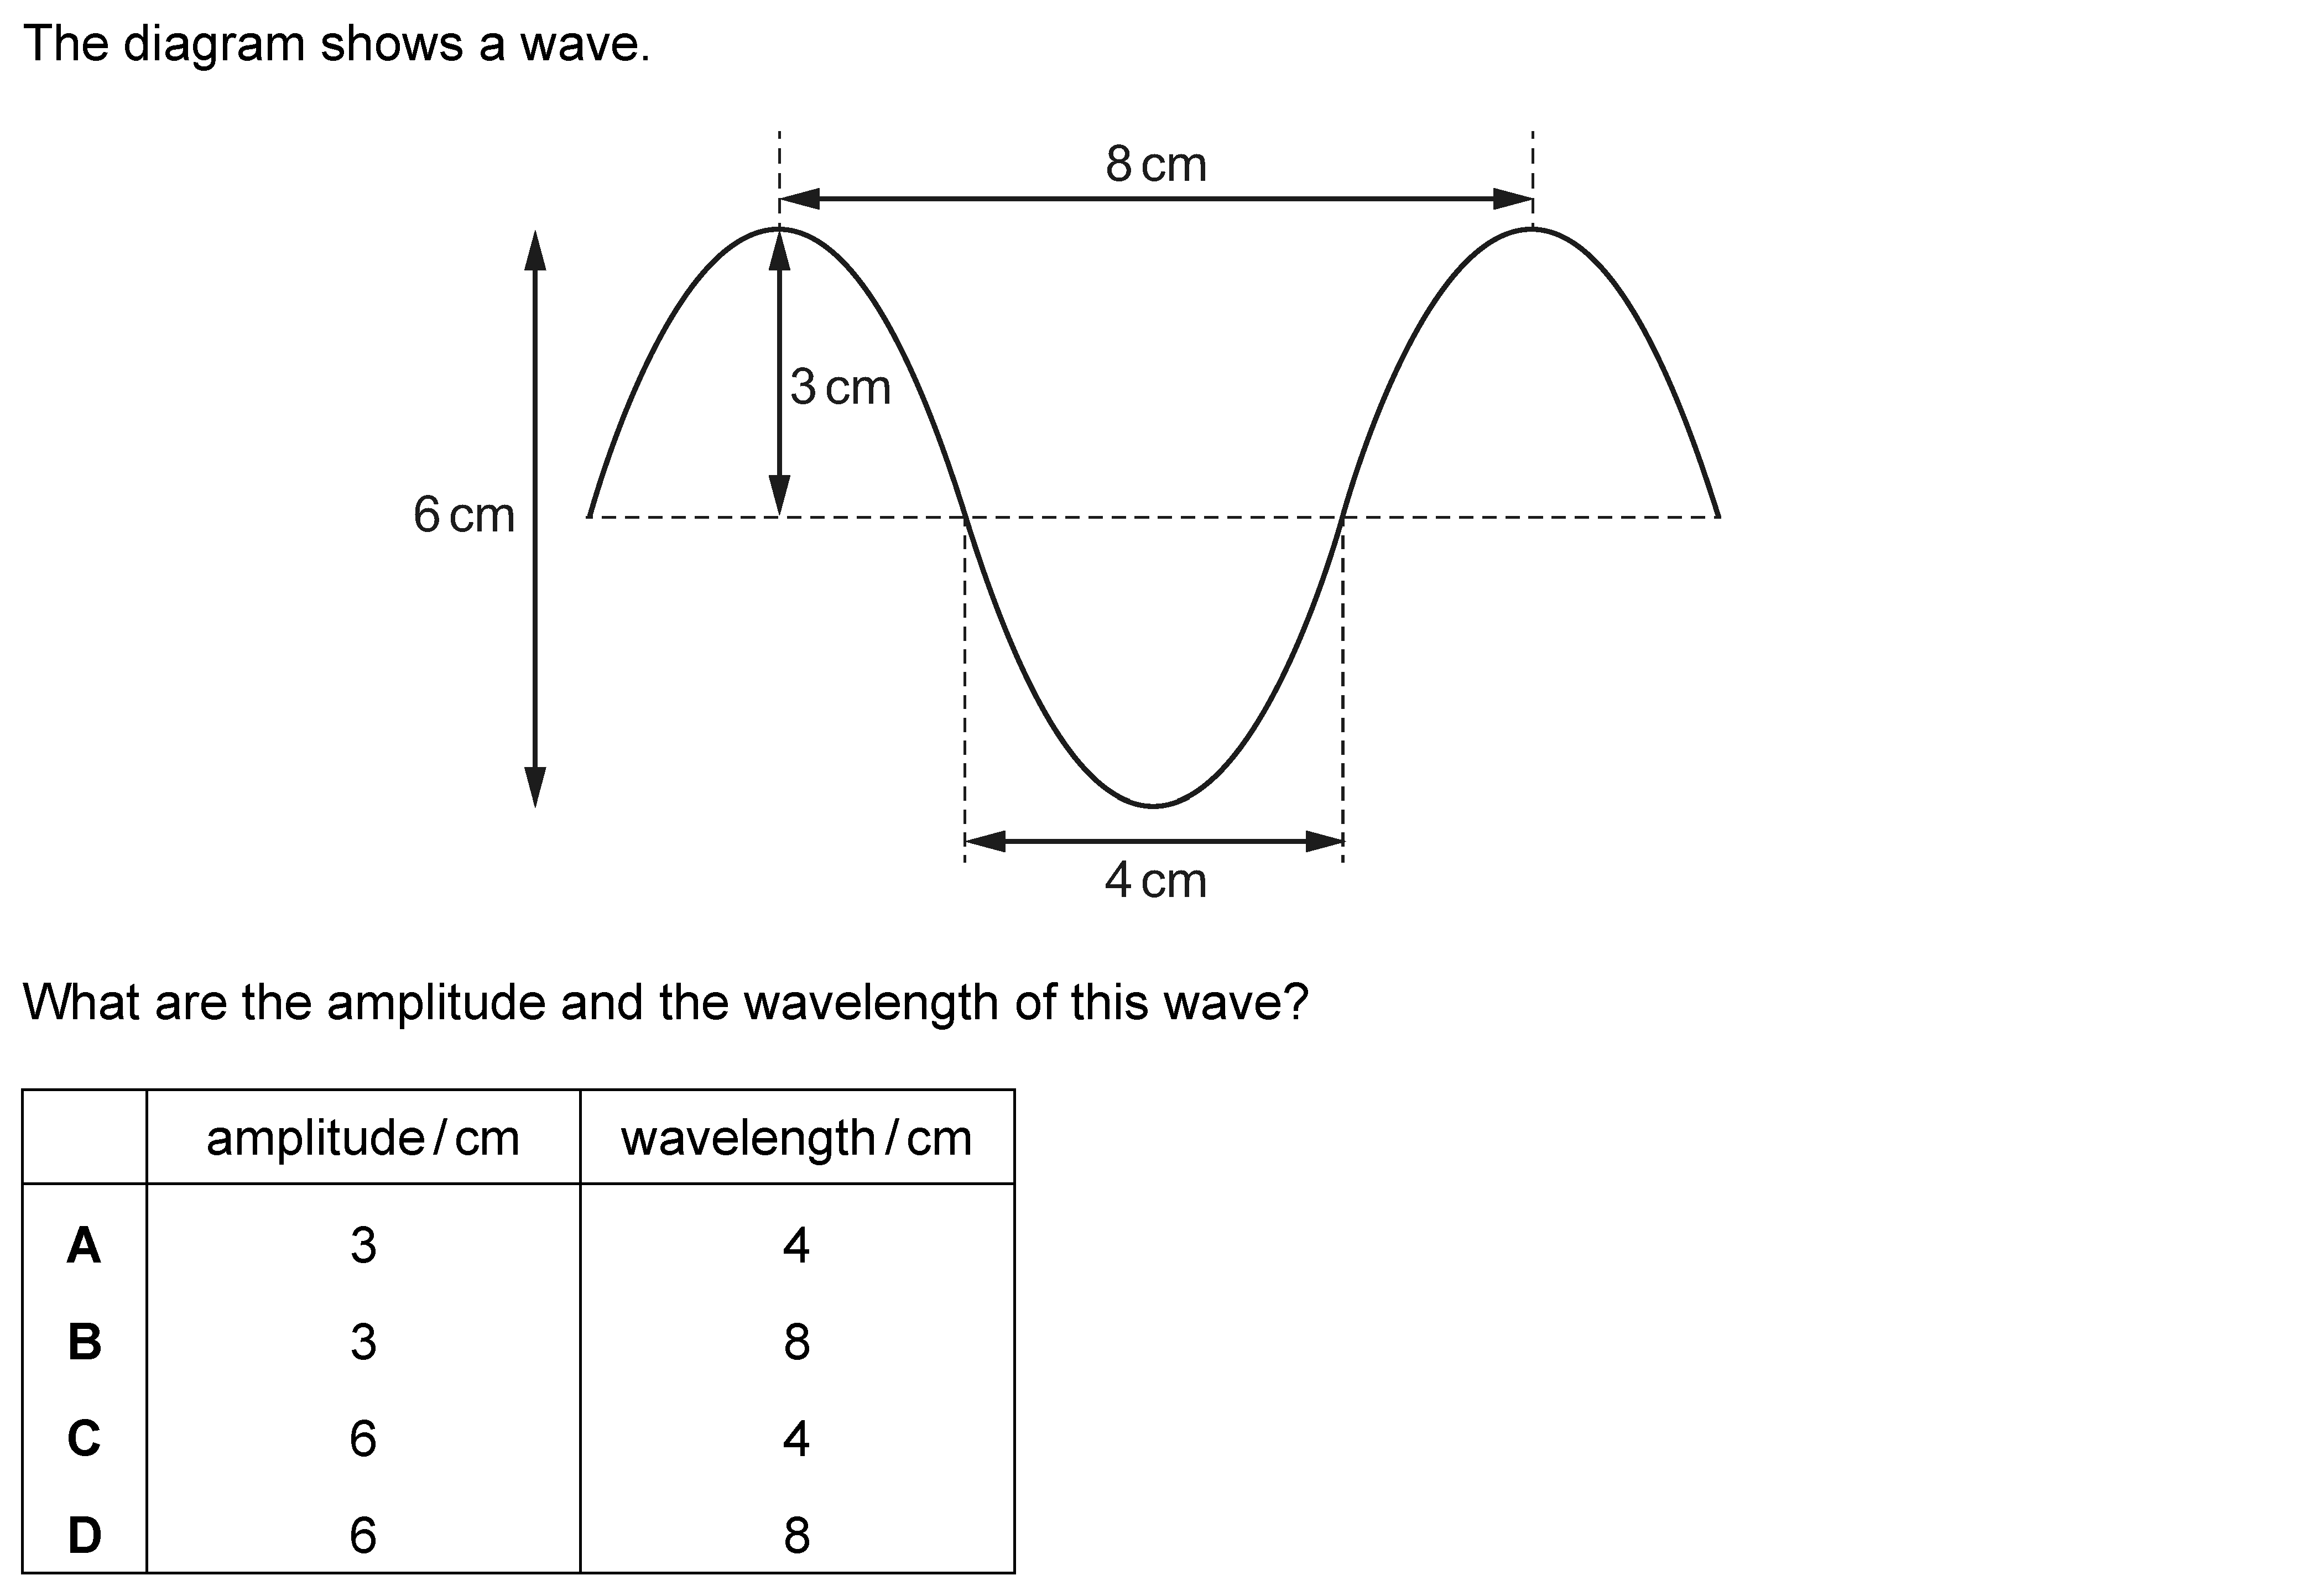 The diagram shows a wave.
8 cm
3 cm
6 cm
4 cm
What are the amplitude and the wavelength of this wave?
amplitude / cm wavelength / cm
A 3 4
B 3 8
C 6 4
D 6 8